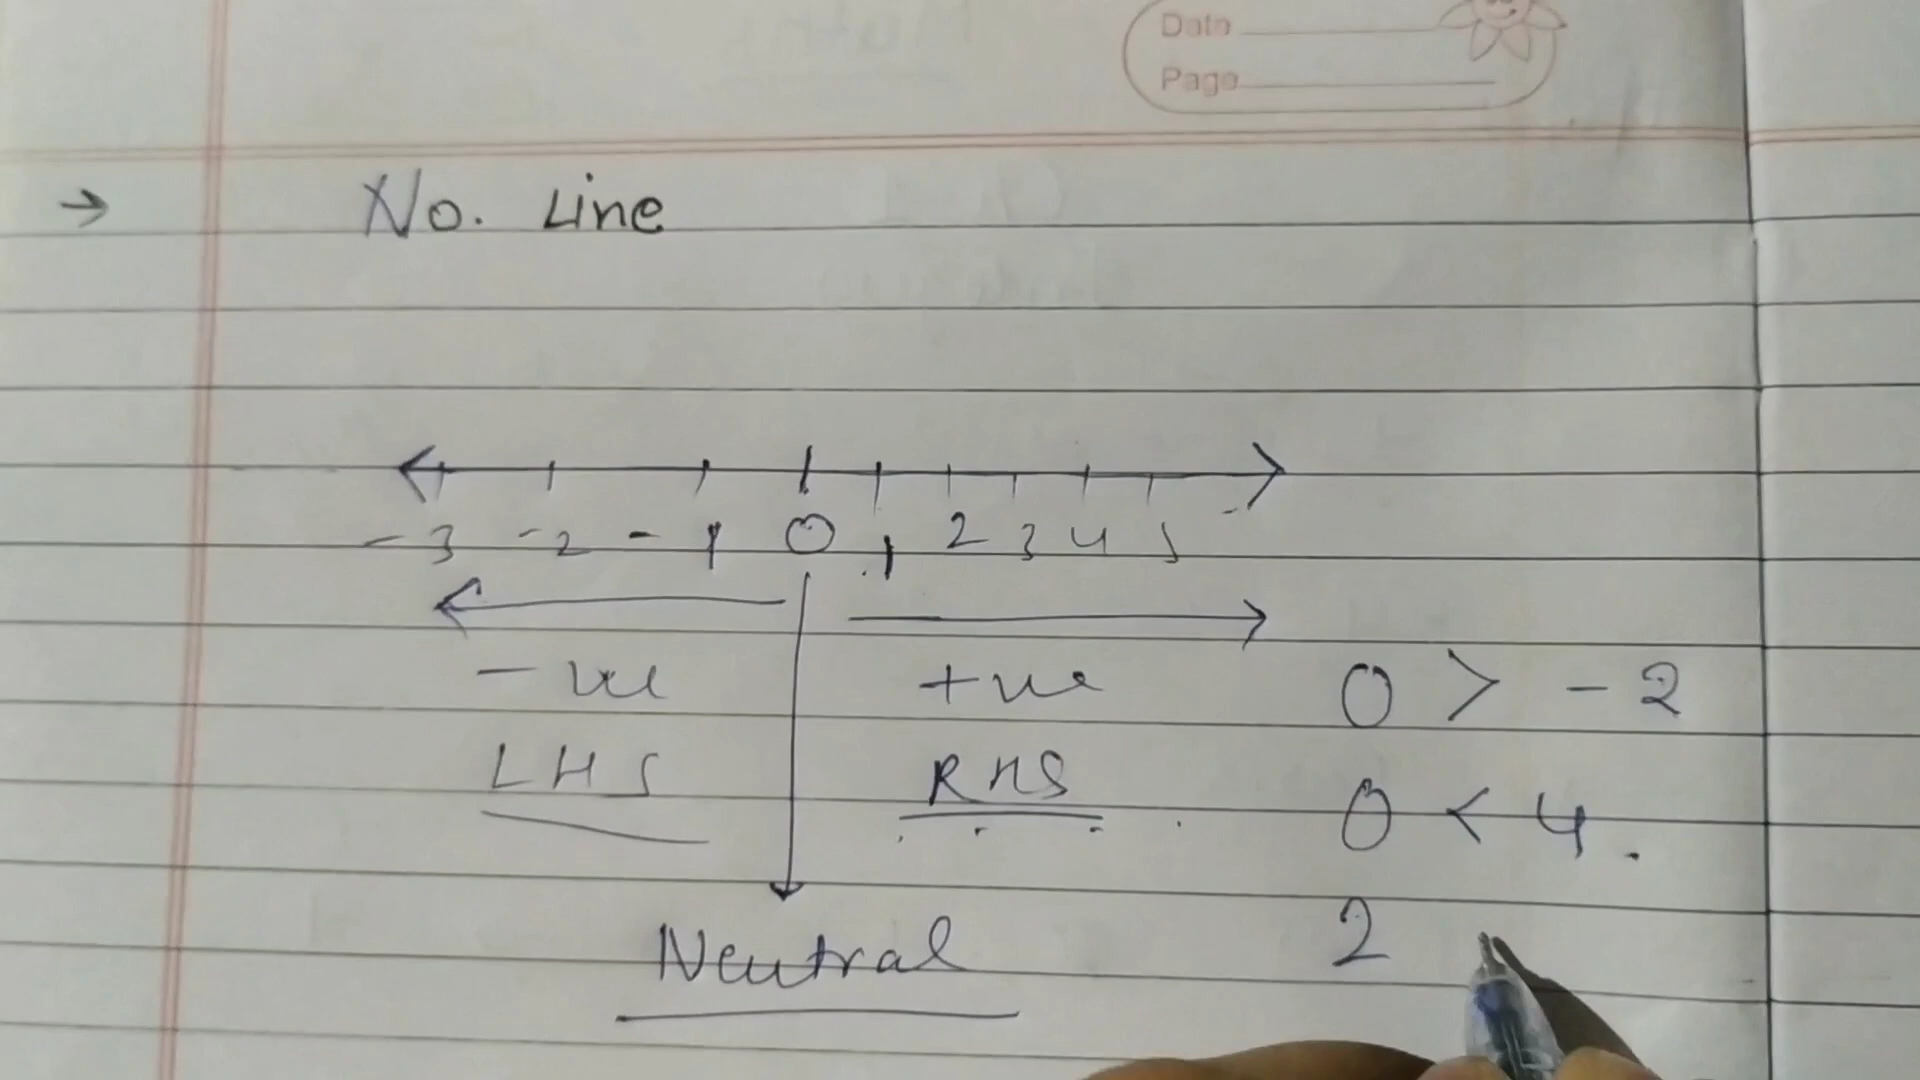 Date
Page
→ No. Line
-3 -2 -1 0 1 2 3 4 5
-ve +ve 0 > -2
LHS RHS 0 < 4.
Neutral 2